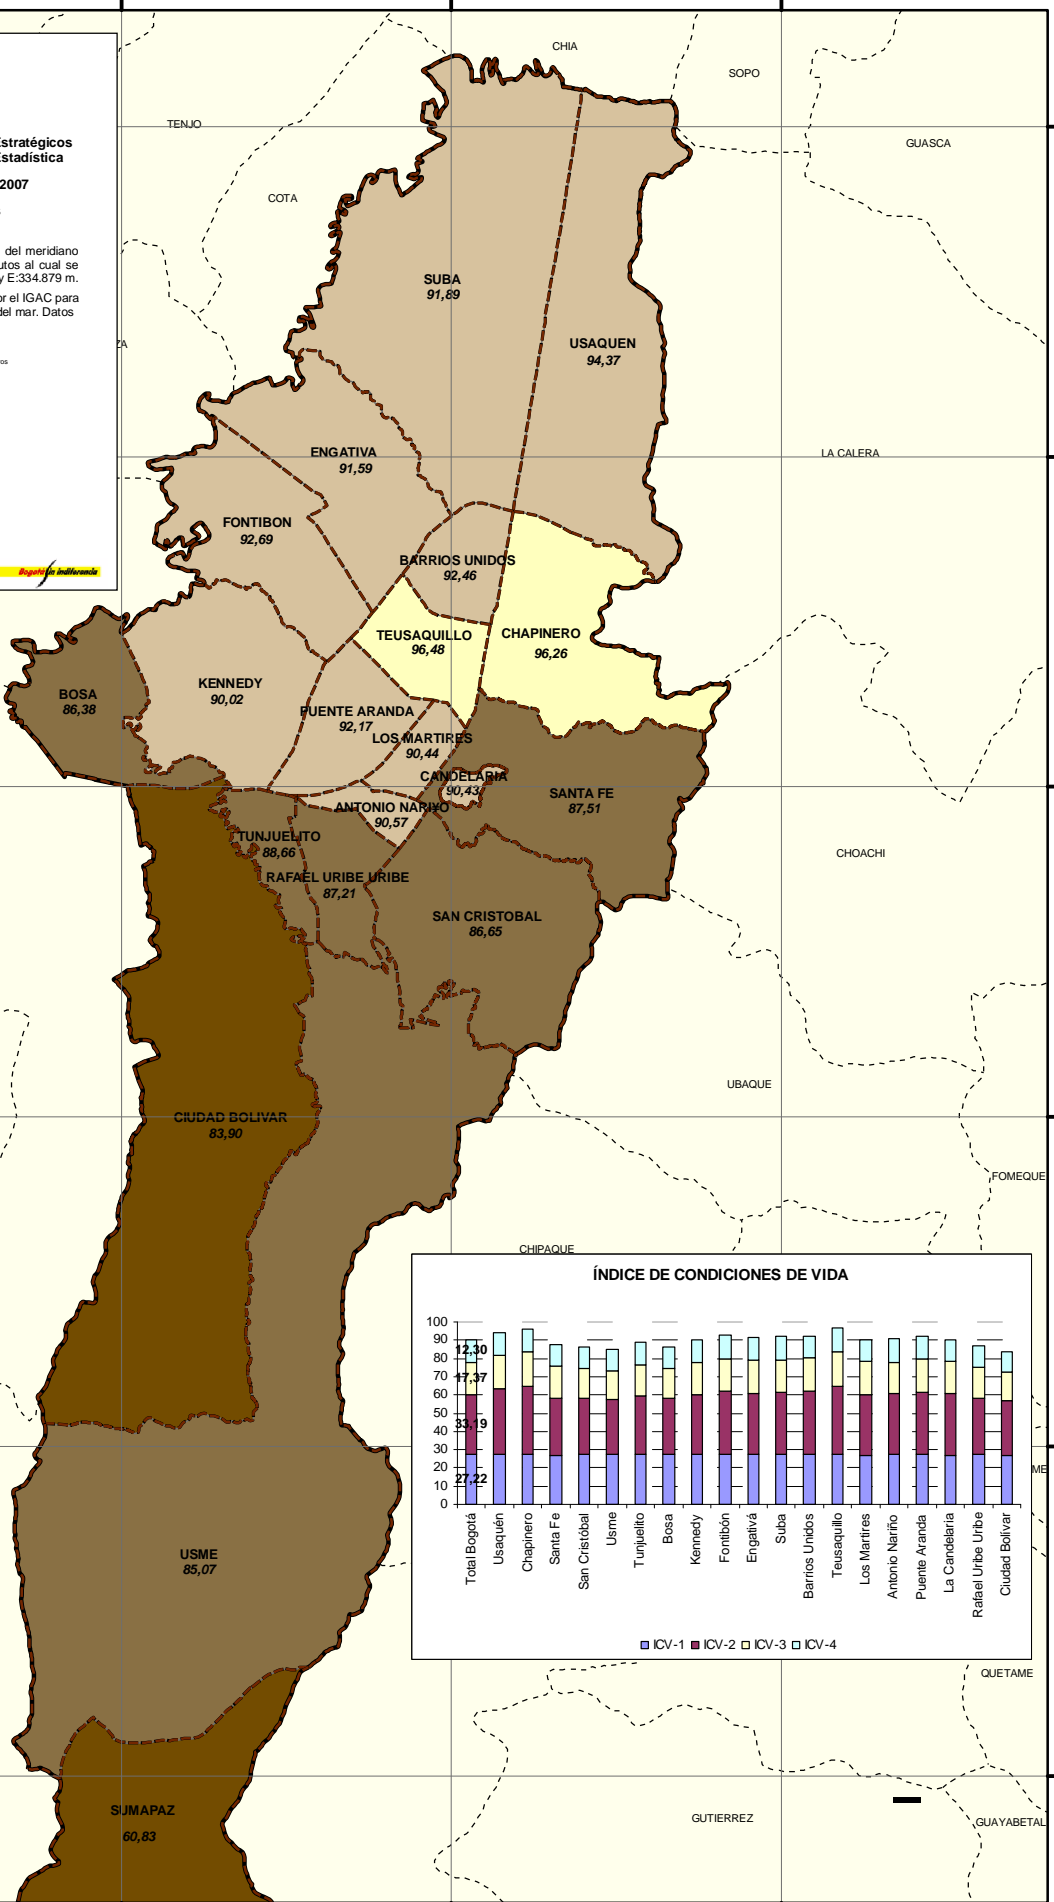 CHIA
SOPO
TENJO
GUASCA
COTA
Estratégicos
Estadística
2007
del meridiano
utos al cual se
y E:334.879 m.
or el IGAC para
del mar. Datos
ZA
Bogotá sin indiferencia
SUBA
91,89
USAQUEN
94,37
ENGATIVA
91,59
LA CALERA
FONTIBON
92,69
BARRIOS UNIDOS
92,46
TEUSAQUILLO
96,48
CHAPINERO
96,26
BOSA
86,38
KENNEDY
90,02
PUENTE ARANDA
92,17
LOS MARTIRES
90,44
CANDELARIA
90,43
SANTA FE
87,51
ANTONIO NARIÑO
90,57
TUNJUELITO
88,66
CHOACHI
RAFAEL URIBE URIBE
87,21
SAN CRISTOBAL
86,65
UBAQUE
CIUDAD BOLIVAR
83,90
FOMEQUE
CHIPAQUE
ÍNDICE DE CONDICIONES DE VIDA
100
90
80
70
60
50
40
30
20
10
0
12,30
17,37
33,19
27,22
Total Bogotá
Usaquén
Chapinero
Santa Fe
San Cristóbal
Usme
Tunjuelito
Bosa
Kennedy
Fontibón
Engativá
Suba
Barrios Unidos
Teusaquillo
Los Martires
Antonio Nariño
Puente Aranda
La Candelaria
Rafael Uribe Uribe
Ciudad Bolívar
ICV-1 ICV-2 ICV-3 ICV-4
ME
USME
85,07
QUETAME
SUMAPAZ
60,83
GUTIERREZ
GUAYABETAL